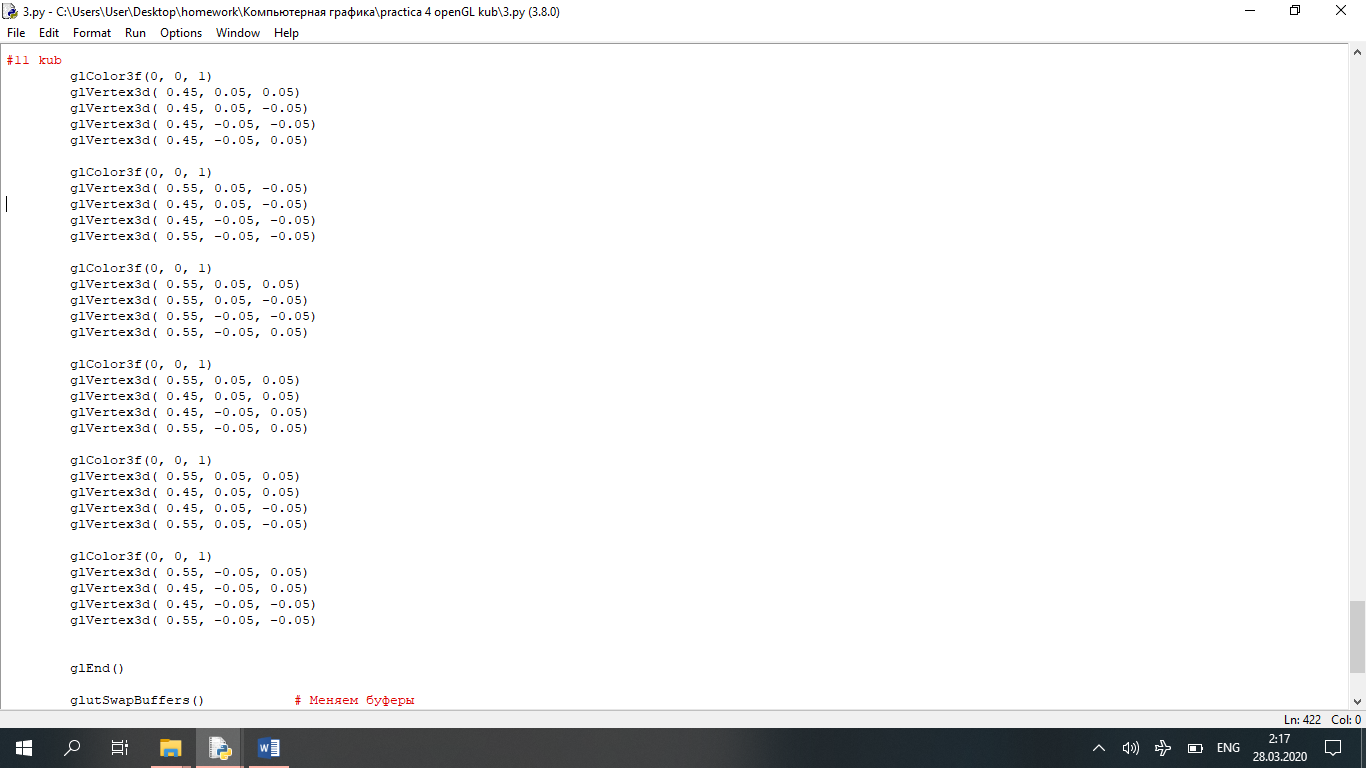 3.py - C:\Users\User\Desktop\homework\Компьютерная графика\practica 4 openGL kub\3.py (3.8.0)
File Edit Format Run Options Window Help
#11 kub
glColor3f(0, 0, 1)
glVertex3d( 0.45, 0.05, 0.05)
glVertex3d( 0.45, 0.05, -0.05)
glVertex3d( 0.45, -0.05, -0.05)
glVertex3d( 0.45, -0.05, 0.05)
glColor3f(0, 0, 1)
glVertex3d( 0.55, 0.05, -0.05)
glVertex3d( 0.45, 0.05, -0.05)
glVertex3d( 0.45, -0.05, -0.05)
glVertex3d( 0.55, -0.05, -0.05)
glColor3f(0, 0, 1)
glVertex3d( 0.55, 0.05, 0.05)
glVertex3d( 0.55, 0.05, -0.05)
glVertex3d( 0.55, -0.05, -0.05)
glVertex3d( 0.55, -0.05, 0.05)
glColor3f(0, 0, 1)
glVertex3d( 0.55, 0.05, 0.05)
glVertex3d( 0.45, 0.05, 0.05)
glVertex3d( 0.45, -0.05, 0.05)
glVertex3d( 0.55, -0.05, 0.05)
glColor3f(0, 0, 1)
glVertex3d( 0.55, 0.05, 0.05)
glVertex3d( 0.45, 0.05, 0.05)
glVertex3d( 0.45, 0.05, -0.05)
glVertex3d( 0.55, 0.05, -0.05)
glColor3f(0, 0, 1)
glVertex3d( 0.55, -0.05, 0.05)
glVertex3d( 0.45, -0.05, 0.05)
glVertex3d( 0.45, -0.05, -0.05)
glVertex3d( 0.55, -0.05, -0.05)
glEnd()
glutSwapBuffers() # Меняем буферы
Ln: 422 Col: 0
ENG
2:17
28.03.2020